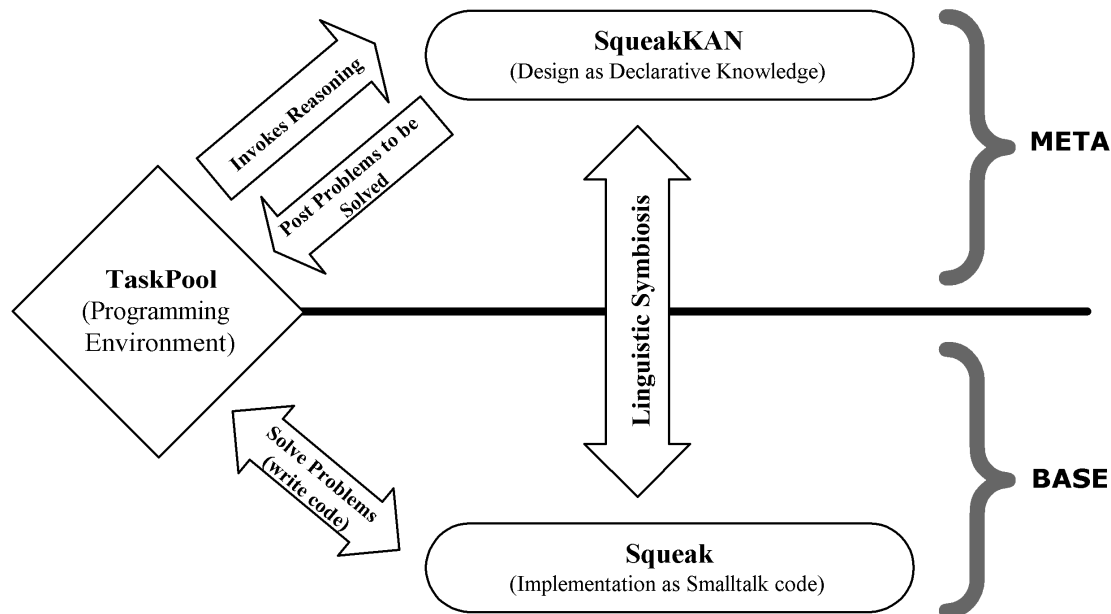 SqueakKAN
(Design as Declarative Knowledge)
META
Invokes Reasoning
Post Problems to be
Solved
TaskPool
(Programming
Environment)
Linguistic Symbiosis
Solve Problems
(write code)
BASE
Squeak
(Implementation as Smalltalk code)